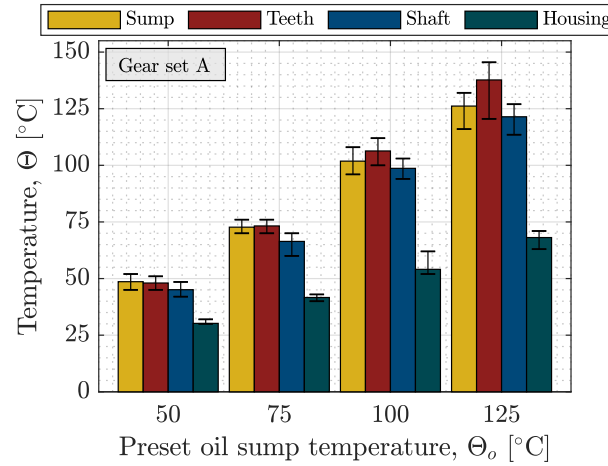 Sump Teeth Shaft Housing
Gear set A
Temperature, Θ [°C]
150
125
100
75
50
25
0
50 75 100 125
Preset oil sump temperature, Θₒ [°C]